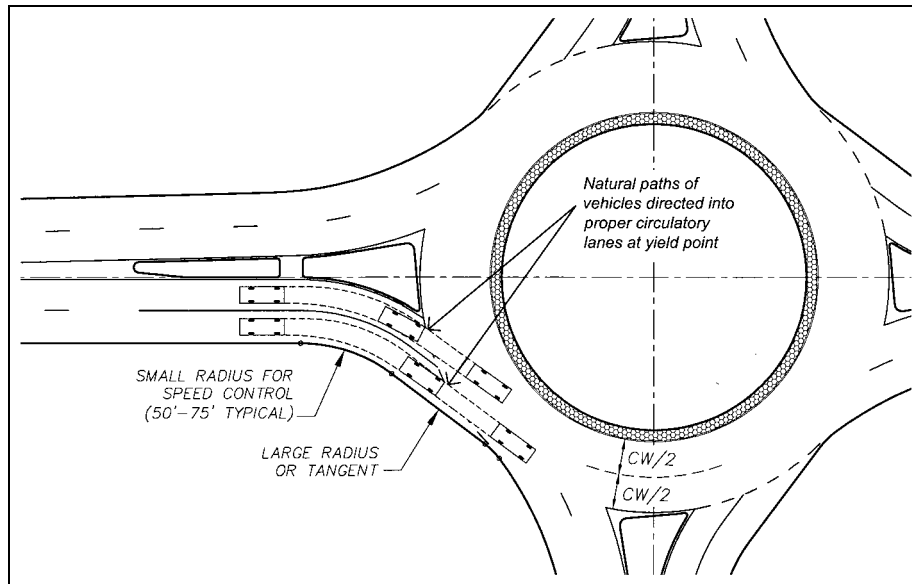 Natural paths of
vehicles directed into
proper circulatory
lanes at yield point
SMALL RADIUS FOR
SPEED CONTROL
(50'-75' TYPICAL)
LARGE RADIUS
OR TANGENT
CW/2
CW/2